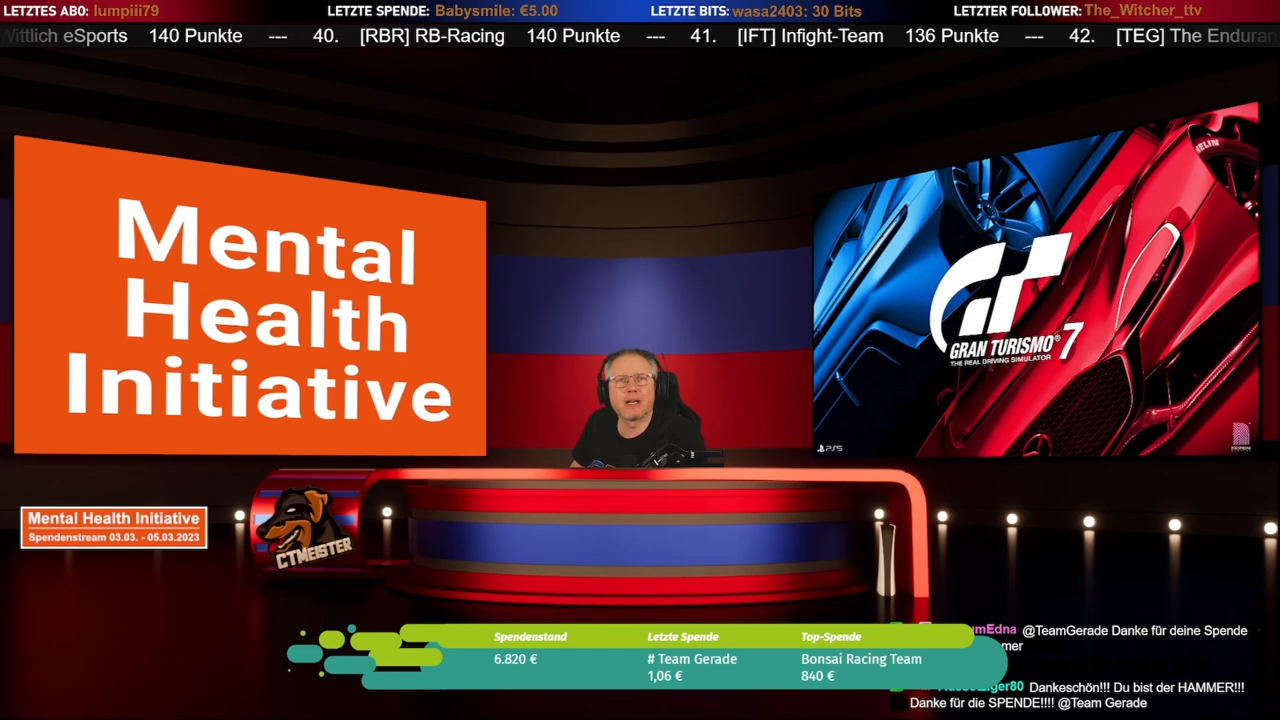 LETZTES ABO: lumpiii79
LETZTE SPENDE: Babysmile: €5.00
LETZTE BITS: wasa2403: 30 Bits
LETZTER FOLLOWER: The_Witcher_ttv
Wittlich eSports 140 Punkte --- 40. [RBR] RB-Racing 140 Punkte --- 41. [IFT] Infight-Team 136 Punkte --- 42. [TEG] The
Mental
Health
Initiative
GRAN TURISMO® 7
THE REAL DRIVING SIMULATOR
PS5
Mental Health Initiative
Spendenstream 03.03. - 05.03.2023
CTMEISTER
Spendenstand
6.820 €
Letzte Spende
# Team Gerade
1,06 €
Top-Spende
Bonsai Racing Team
840 €
@TeamGerade Danke für deine Spende
Dankeschön!!! Du bist der HAMMER!!!
Danke für die SPENDE!!!! @Team Gerade